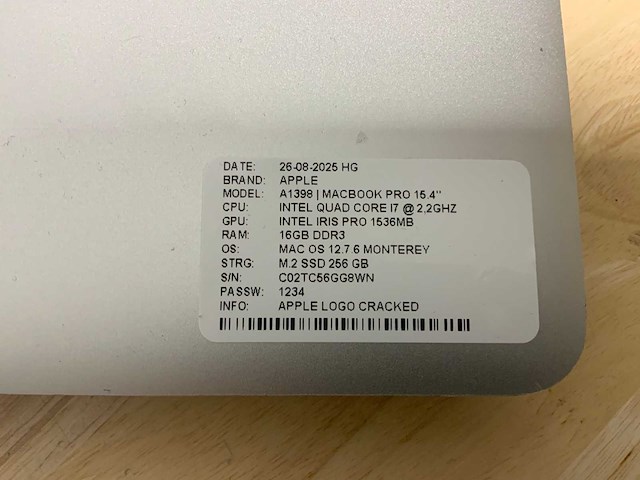 DATE: 26-08-2025 HG
BRAND: APPLE
MODEL: A1398 | MACBOOK PRO 15.4"
CPU: INTEL QUAD CORE I7 @ 2,2GHZ
GPU: INTEL IRIS PRO 1536MB
RAM: 16GB DDR3
OS: MAC OS 12.7.6 MONTEREY
STRG: M.2 SSD 256 GB
S/N: C02TC56GG8WN
PASSW: 1234
INFO: APPLE LOGO CRACKED